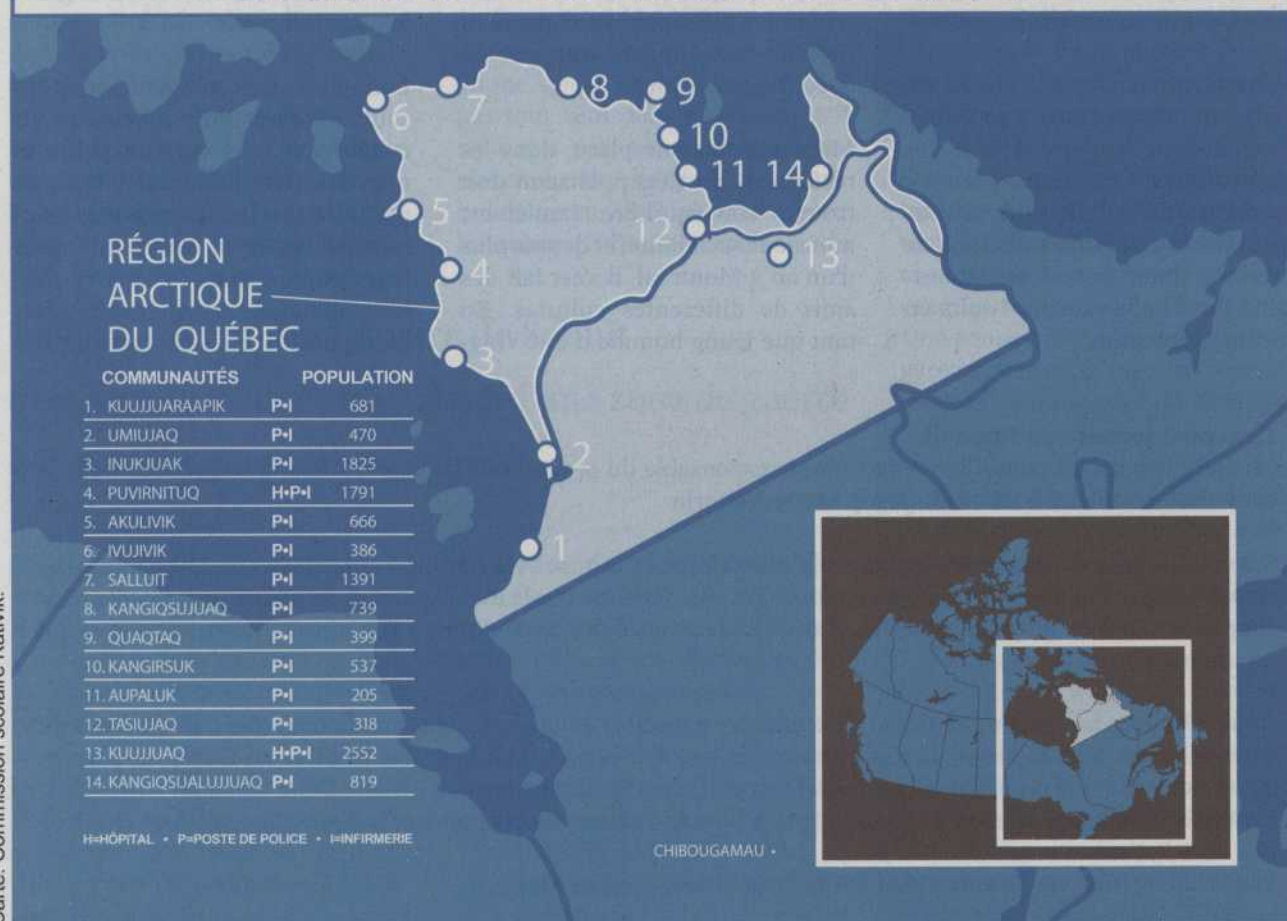 6
7
8
9
10
11
14
5
12
13
4
3
2
1
RÉGION
ARCTIQUE
DU QUÉBEC
COMMUNAUTÉS POPULATION
1. KUUJJUARAAPIK P•I 681
2. UMIUJAQ P•I 470
3. INUKJUAK P•I 1825
4. PUVIRNITUQ H•P•I 1791
5. AKULIVIK P•I 666
6. IVUJIVIK P•I 386
7. SALLUIT P•I 1391
8. KANGIQSUJJUAQ P•I 739
9. QUAQTAQ P•I 399
10. KANGIRSUK P•I 537
11. AUPALUK P•I 205
12. TASIUJAQ P•I 318
13. KUUJJUAQ H•P•I 2552
14. KANGIQSUALUJJUAQ P•I 819
H=HÔPITAL • P=POSTE DE POLICE • I=INFIRMERIE
CHIBOUGAMAU •
Carte: Commission scolaire Kativik.